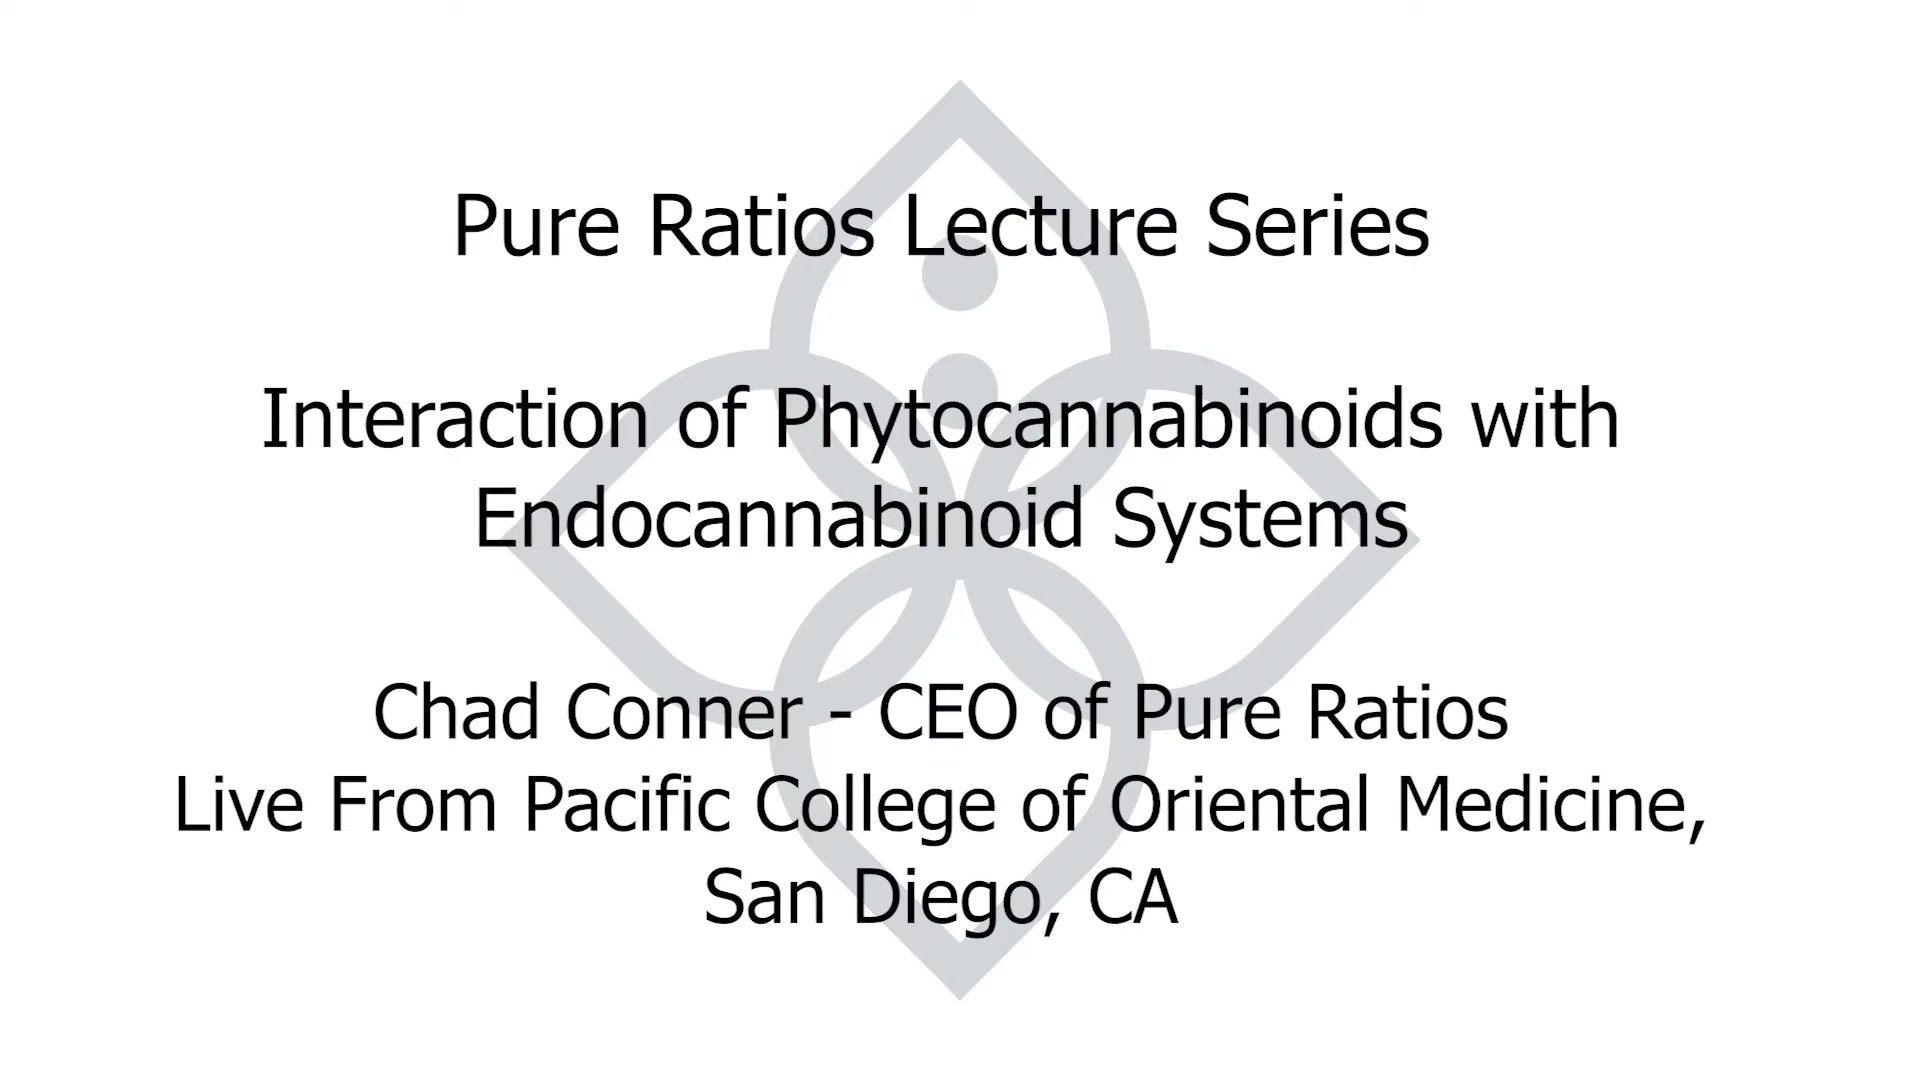 Pure Ratios Lecture Series
Interaction of Phytocannabinoids with
Endocannabinoid Systems
Chad Conner - CEO of Pure Ratios
Live From Pacific College of Oriental Medicine,
San Diego, CA